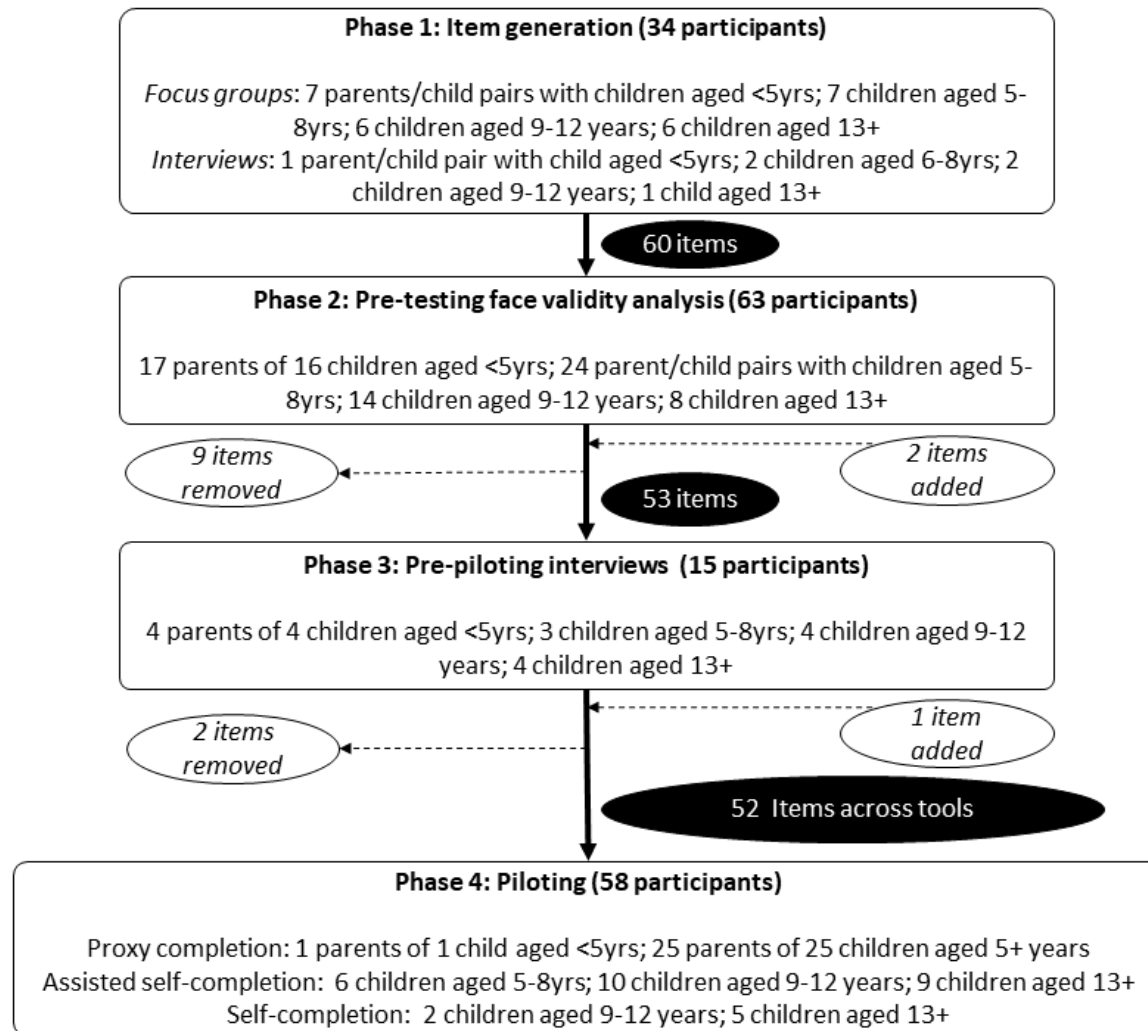 Phase 1: Item generation (34 participants)
Focus groups: 7 parents/child pairs with children aged <5yrs; 7 children aged 5-
8yrs; 6 children aged 9-12 years; 6 children aged 13+
Interviews: 1 parent/child pair with child aged <5yrs; 2 children aged 6-8yrs; 2
children aged 9-12 years; 1 child aged 13+
60 items
Phase 2: Pre-testing face validity analysis (63 participants)
17 parents of 16 children aged <5yrs; 24 parent/child pairs with children aged 5-
8yrs; 14 children aged 9-12 years; 8 children aged 13+
9 items
removed
2 items
added
53 items
Phase 3: Pre-piloting interviews (15 participants)
4 parents of 4 children aged <5yrs; 3 children aged 5-8yrs; 4 children aged 9-12
years; 4 children aged 13+
2 items
removed
1 item
added
52 Items across tools
Phase 4: Piloting (58 participants)
Proxy completion: 1 parents of 1 child aged <5yrs; 25 parents of 25 children aged 5+ years
Assisted self-completion: 6 children aged 5-8yrs; 10 children aged 9-12 years; 9 children aged 13+
Self-completion: 2 children aged 9-12 years; 5 children aged 13+